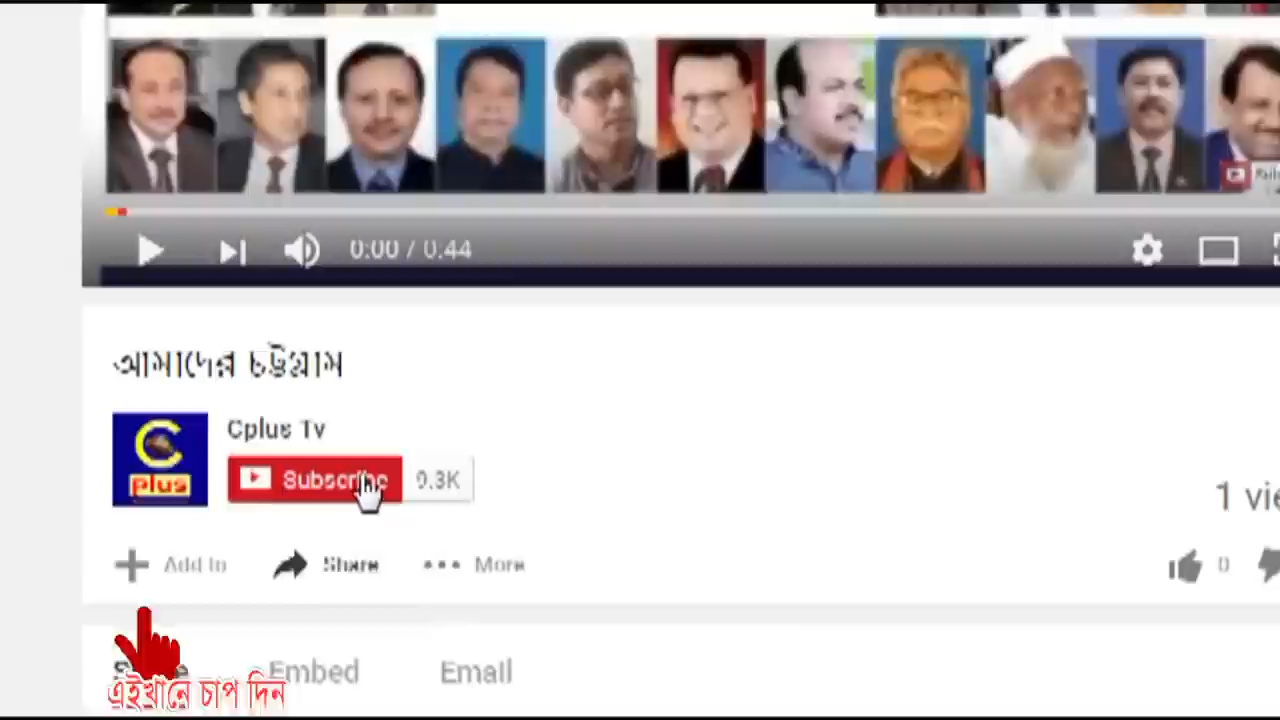 0:00 / 0:44
আমাদের চট্টগ্রাম
C
plus
Cplus Tv
Subscribe 9.3K
1
Add to Share More
0
Embed Email
এইখানে চাপ দিন